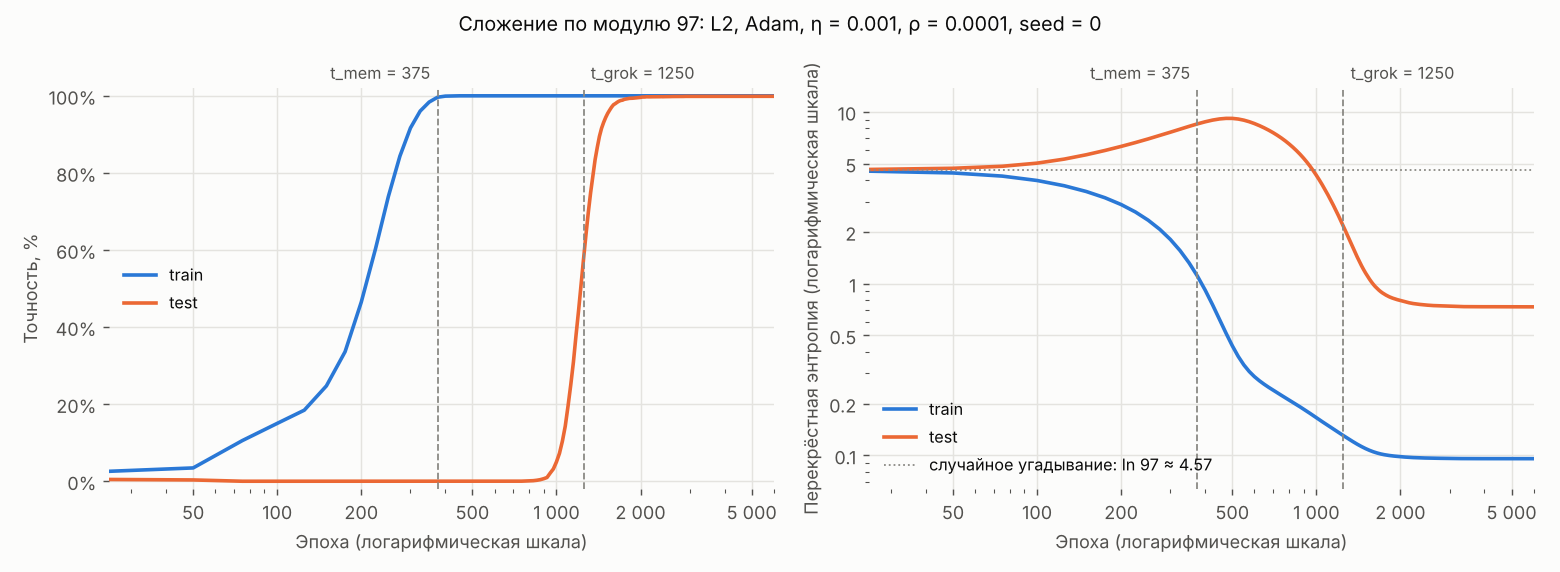 Сложение по модулю 97: L2, Adam, η = 0.001, ρ = 0.0001, seed = 0
t_mem = 375
t_grok = 1250
Точность, %
100%
80%
60%
40%
20%
0%
train
test
50
100
200
500
1 000
2 000
5 000
Эпоха (логарифмическая шкала)
t_mem = 375
t_grok = 1250
Перекрёстная энтропия (логарифмическая шкала)
10
5
2
1
0.5
0.2
0.1
train
test
случайное угадывание: ln 97 ≈ 4.57
50
100
200
500
1 000
2 000
5 000
Эпоха (логарифмическая шкала)